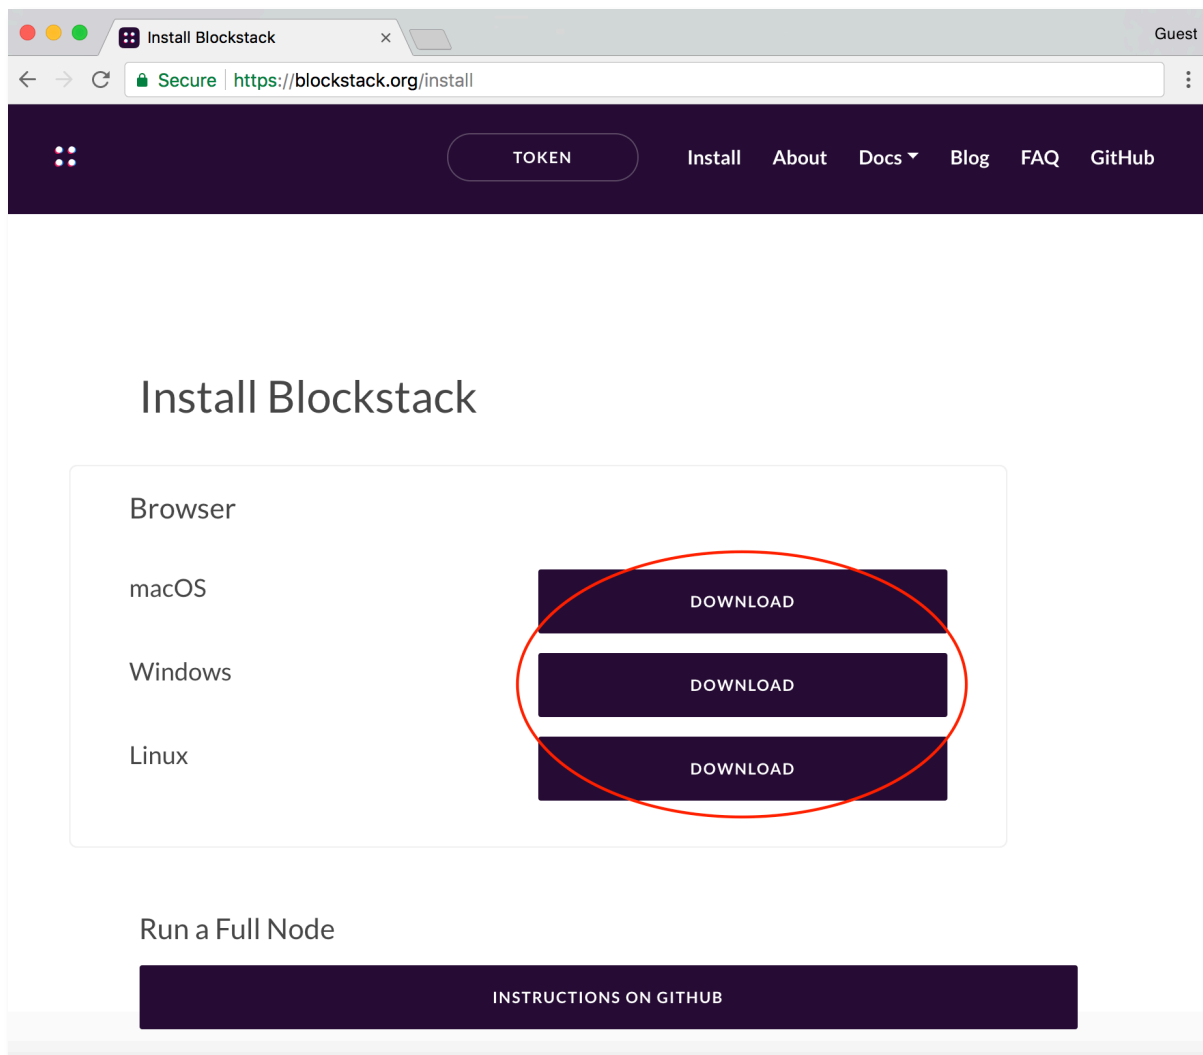 Install Blockstack
Guest
Secure https://blockstack.org/install
TOKEN Install About Docs Blog FAQ GitHub
Install Blockstack
Browser
macOS DOWNLOAD
Windows DOWNLOAD
Linux DOWNLOAD
Run a Full Node
INSTRUCTIONS ON GITHUB